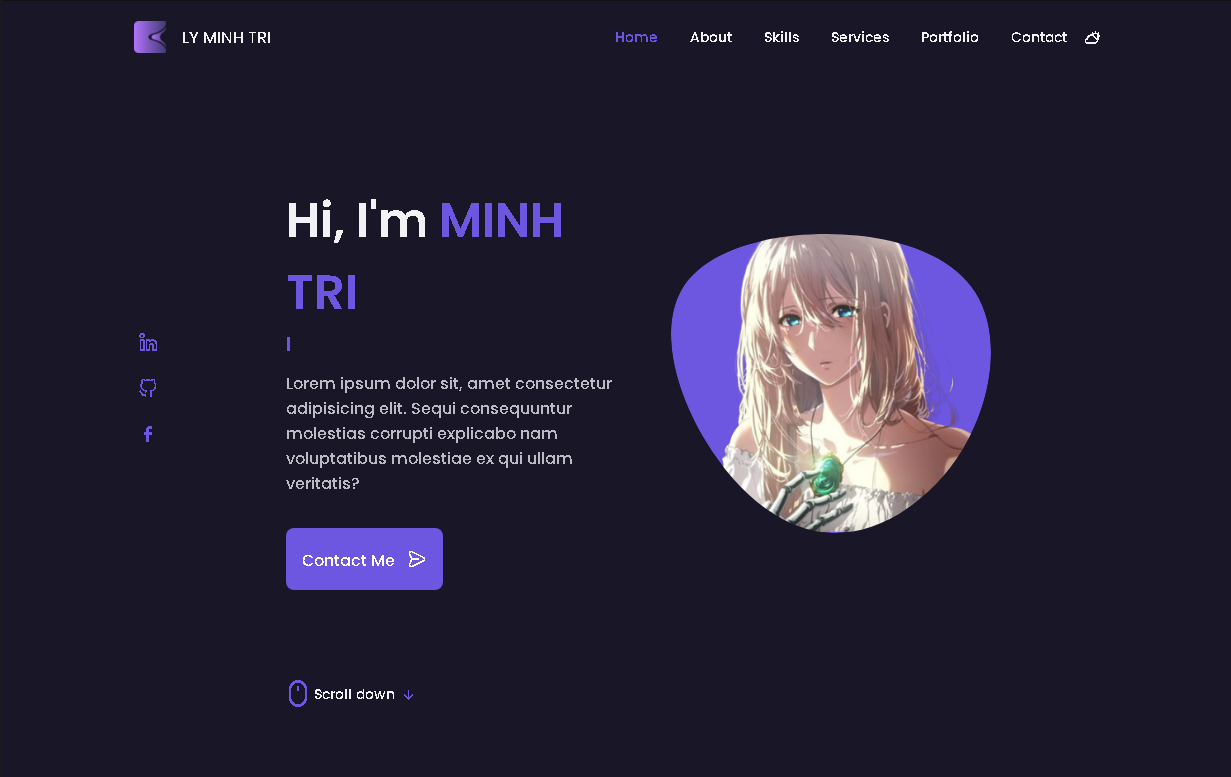 LY MINH TRI
Home About Skills Services Portfolio Contact
Hi, I'm MINH
TRI
Lorem ipsum dolor sit, amet consectetur
adipisicing elit. Sequi consequuntur
molestias corrupti explicabo nam
voluptatibus molestiae ex qui ullam
veritatis?
Contact Me
Scroll down